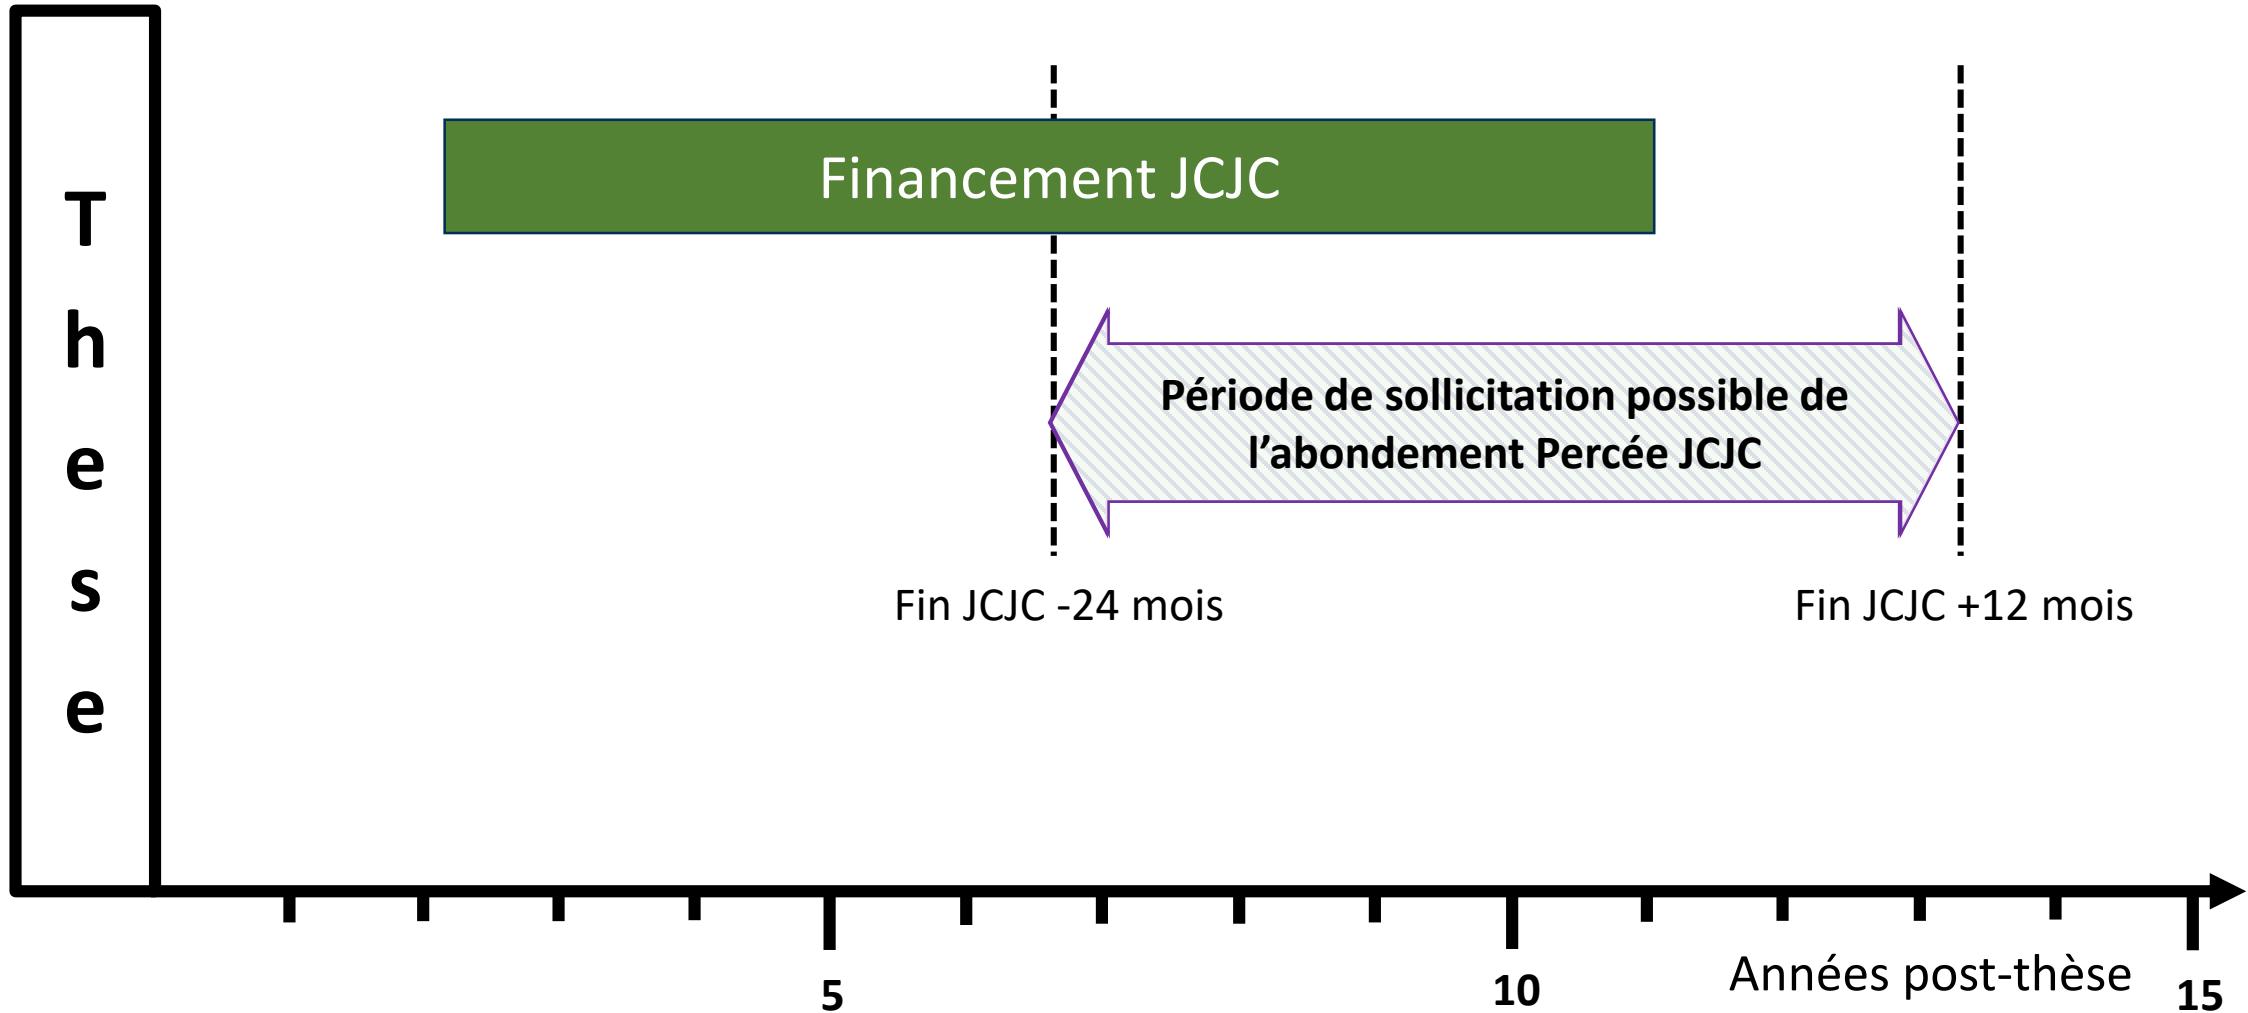 These
Financement JCJC
Période de sollicitation possible de
l’abondement Percée JCJC
Fin JCJC -24 mois
Fin JCJC +12 mois
5
10
Années post-thèse
15